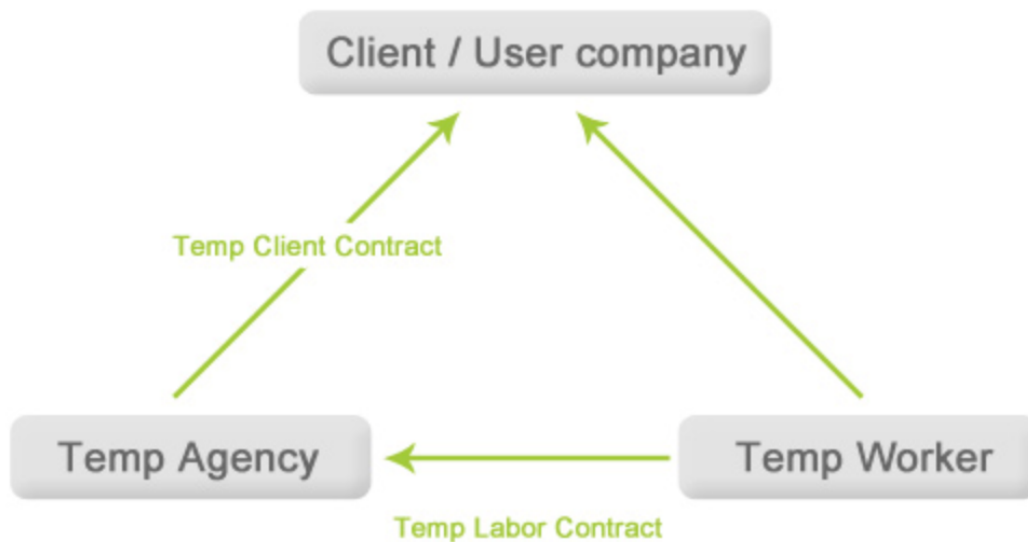 Client / User company
Temp Client Contract
Temp Agency
Temp Worker
Temp Labor Contract